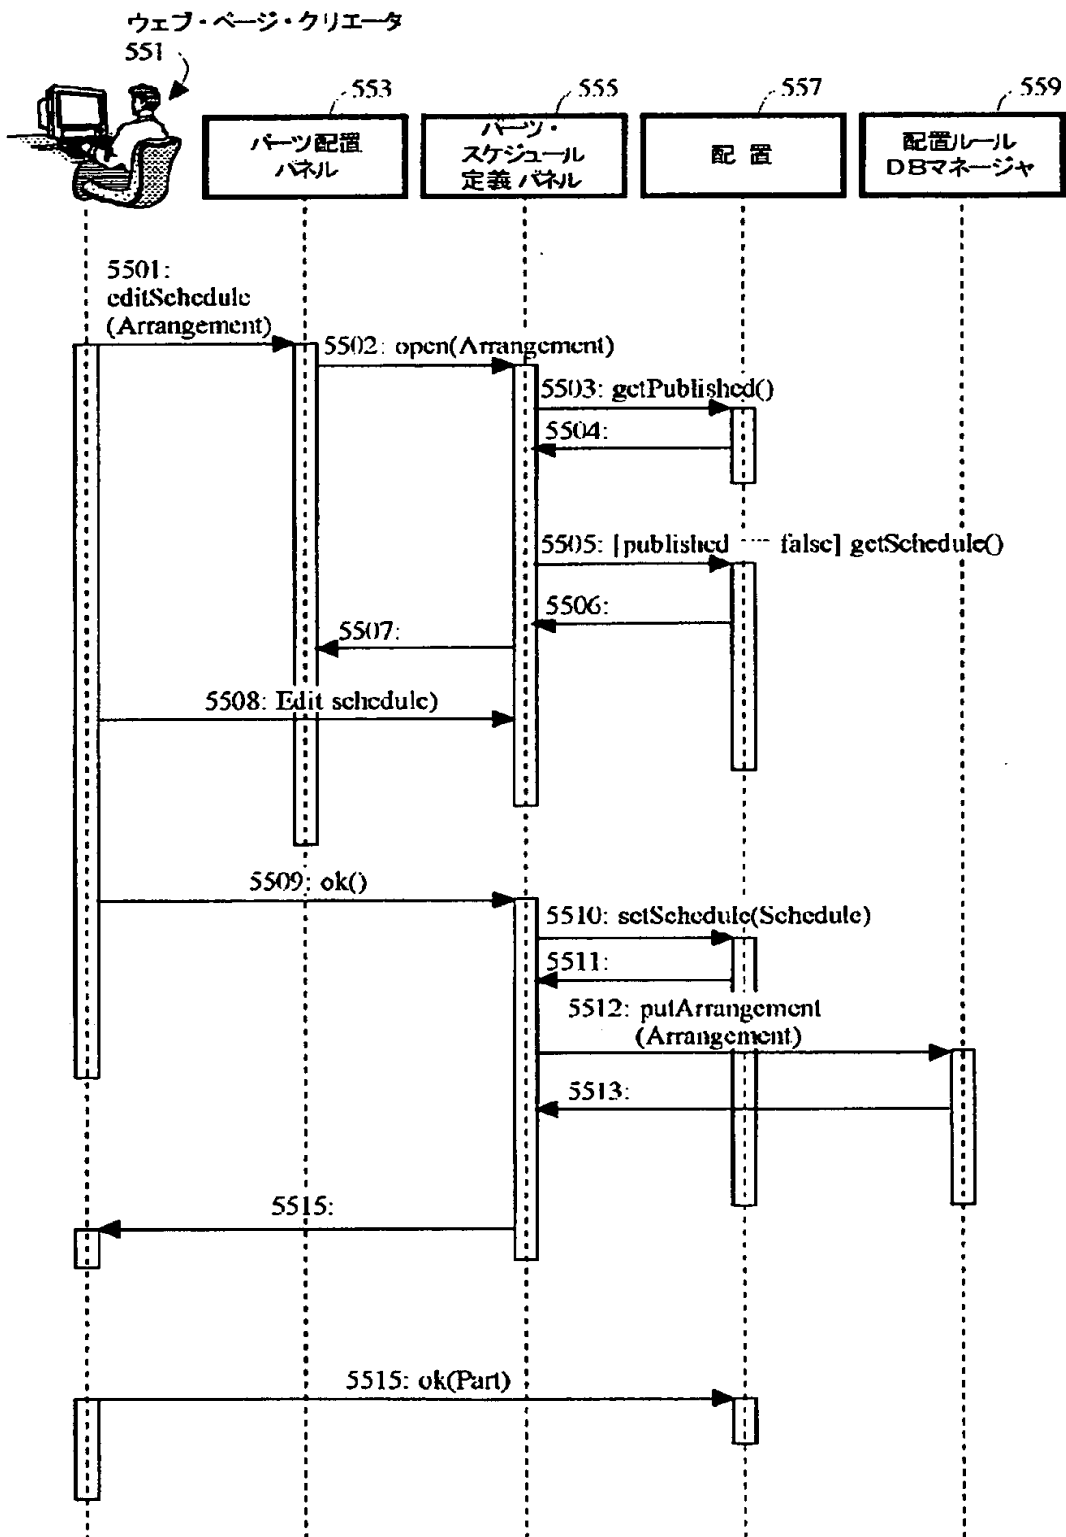 ウェブ・ページ・クリエータ
551
553
555
557
559
パーツ配置
パネル
パーツ・
スケジュール
定義パネル
配置
配置ルール
DBマネージャ
5501:
editSchedule
(Arrangement)
5502: open(Arrangement)
5503: getPublished()
5504:
5505: [published --- false] getSchedule()
5506:
5507:
5508: Edit schedule)
5509: ok()
5510: setSchedule(Schedule)
5511:
5512: putArrangement
(Arrangement)
5513:
5515:
5515: ok(Part)